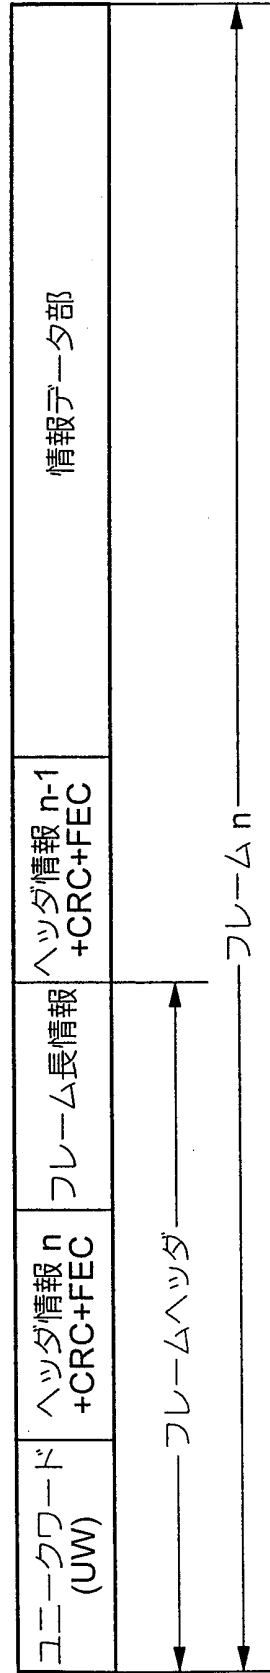 ユニークワード
(UW)
ヘッダ情報 n
+CRC+FEC
フレーム長情報
ヘッダ情報 n-1
+CRC+FEC
情報データ部
フレームヘッダ
フレーム n